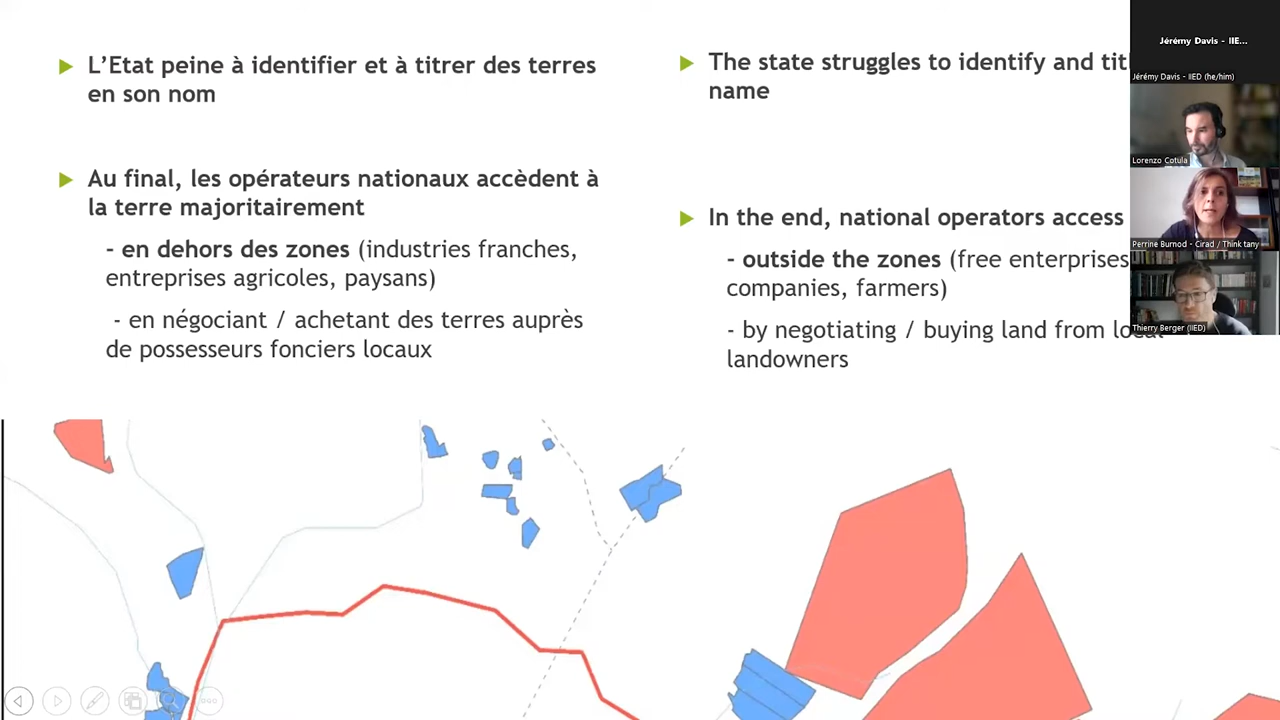 L'Etat peine à identifier et à titrer des terres
en son nom
Au final, les opérateurs nationaux accèdent à
la terre majoritairement
- en dehors des zones (industries franches,
entreprises agricoles, paysans)
- en négociant / achetant des terres auprès
de possesseurs fonciers locaux
The state struggles to identify and
name
In the end, national operators access
- outside the zones (free enterprises
companies, farmers)
- by negotiating / buying land from local
landowners
Jérémy Davis - IIE...
Jérémy Davis - IIED (he/him)
Lorenzo Cotula
Perrine Burnod - Cirad / Think tany
Thierry Berger (IIED)